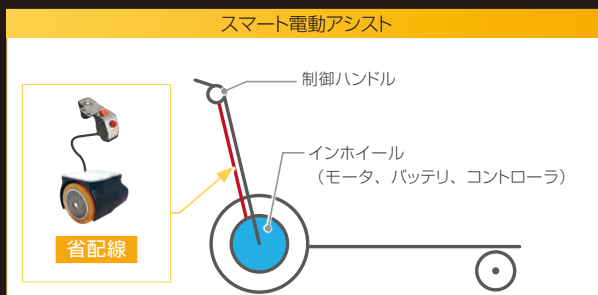 スマート電動アシスト
制御ハンドル
インホイール
（モータ、バッテリ、コントローラ）
省配線